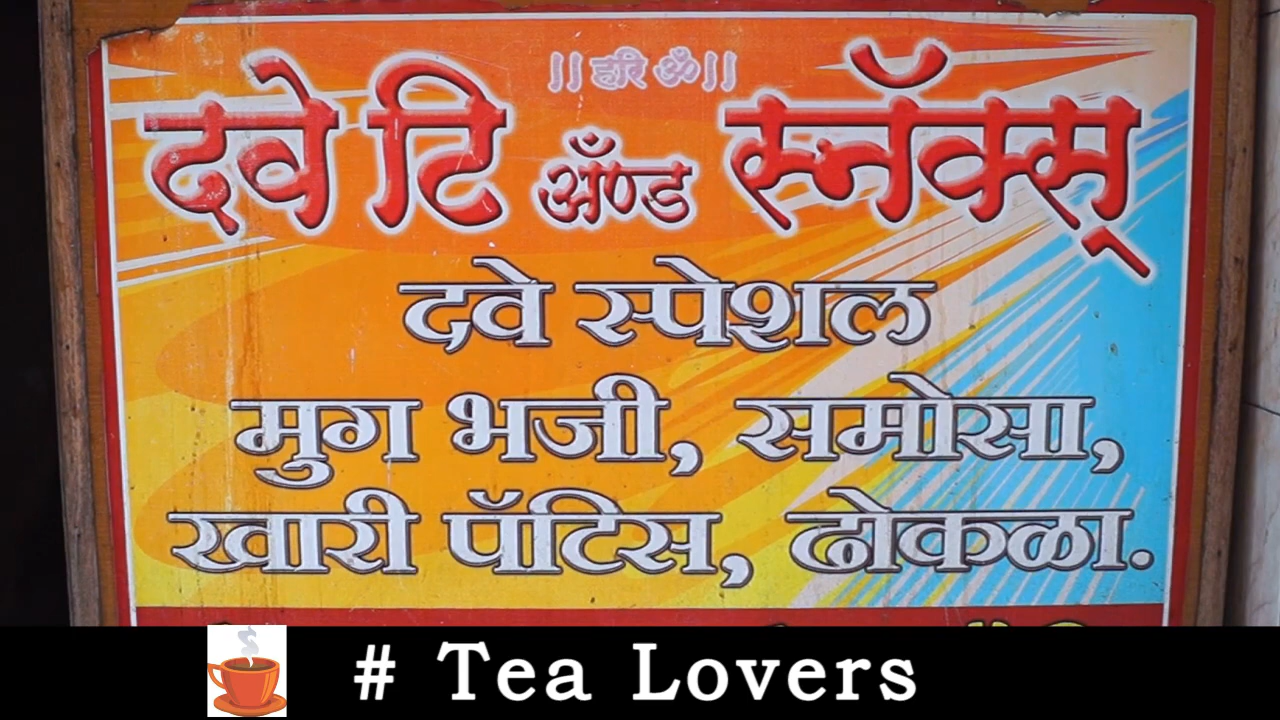 || हरि ॐ ||
दवे टि अॅण्ड स्नॅक्स्
दवे स्पेशल
मुग भजी, समोसा,
खारी पॅटिस, ढोकळा.
# Tea Lovers